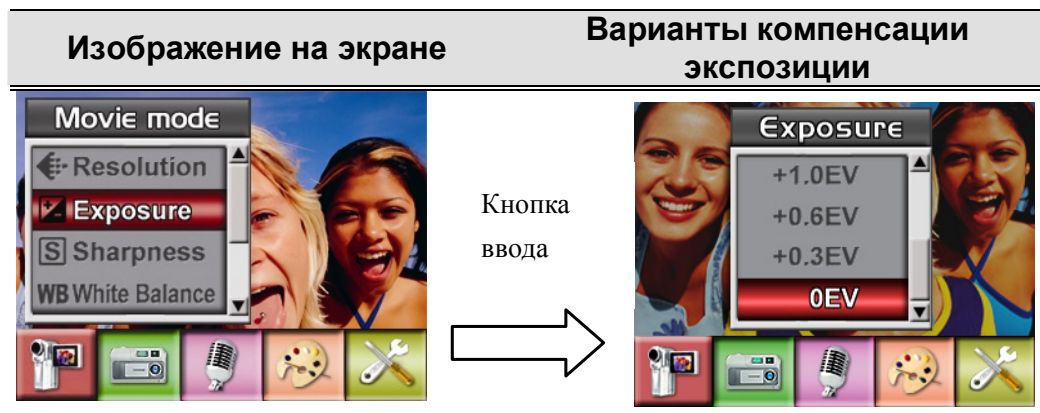 Изображение на экране
Варианты компенсации
экспозиции
Movie mode
Resolution
Exposure
S Sharpness
WB White Balance
Кнопка
ввода
Exposure
+1.0EV
+0.6EV
+0.3EV
0EV